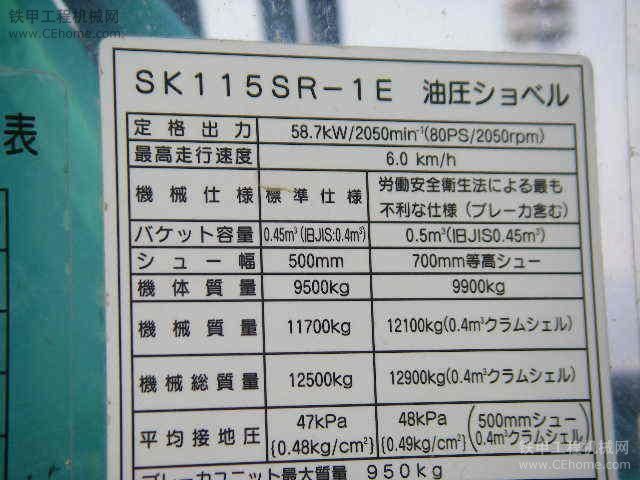 铁甲工程机械网
www.CEhome.com
表
SK115SR-1E 油圧ショベル
定格出力 58.7kW/2050min⁻¹(80PS/2050rpm)
最高走行速度 6.0 km/h
機械仕様 標準仕様 労働安全衛生法による最も
不利な仕様(ブレーカ含む)
バケット容量 0.45m³(旧JIS:0.4m³) 0.5m³(旧JIS0.45m³)
シュー幅 500mm 700mm等高シュー
機体質量 9500kg 9900kg
機械質量 11700kg 12100kg(0.4m³クラムシェル)
機械総質量 12500kg 12900kg(0.4m³クラムシェル)
平均接地圧 47kPa {0.48kg/cm²} 48kPa {0.49kg/cm²} (500mmシュー 0.4m³クラムシェル)
ブレーカユニット最大質量 950kg
铁甲工程机械网
www.CEhome.com